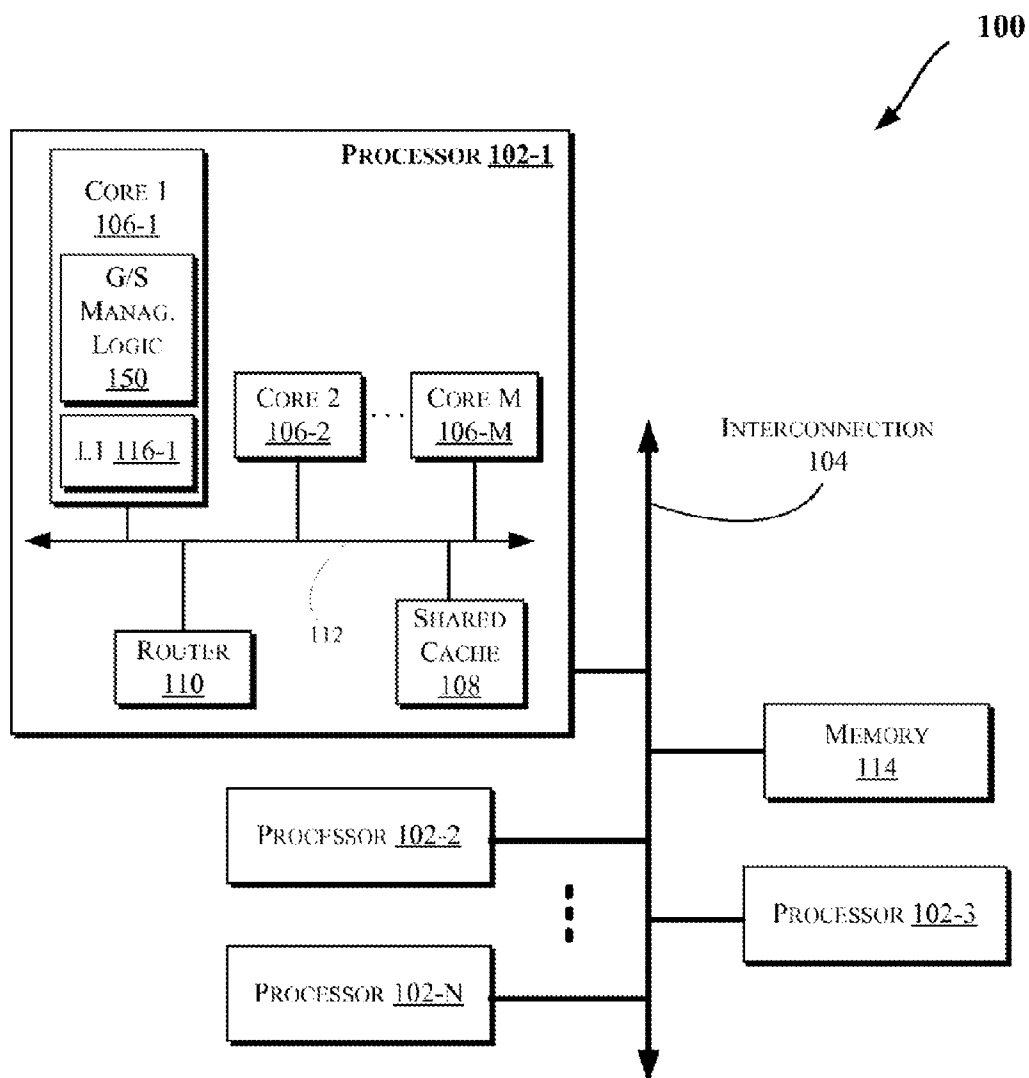 100
PROCESSOR 102-1
CORE 1
106-1
G/S
MANAG.
LOGIC
150
L1 116-1
CORE 2
106-2
...
CORE M
106-M
INTERCONNECTION
104
112
ROUTER
110
SHARED
CACHE
108
MEMORY
114
PROCESSOR 102-2
PROCESSOR 102-3
PROCESSOR 102-N